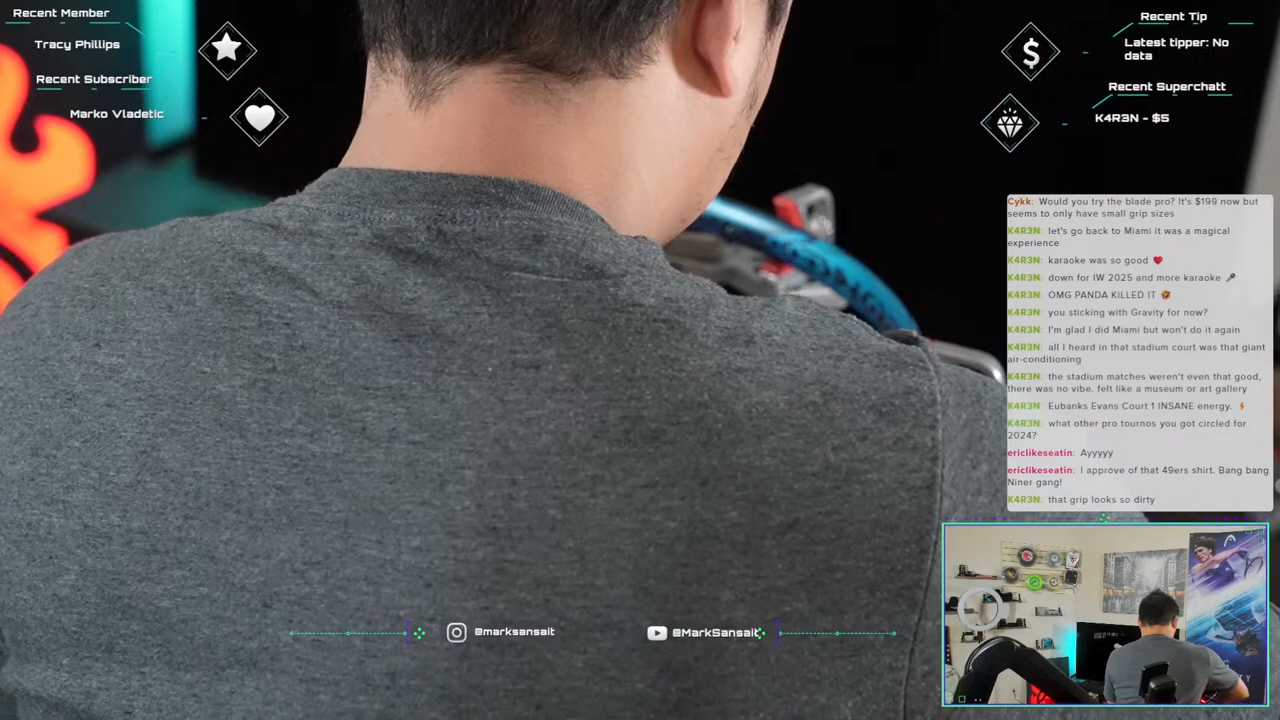 Recent Member
Tracy Phillips
Recent Subscriber
Marko Vladetic
Recent Tip
Latest tipper: No
data
Recent Superchatt
K4R3N - $5
Cykk: Would you try the blade pro? It's $199 now but
seems to only have small grip sizes
K4R3N: let's go back to Miami it was a magical
experience
K4R3N: karaoke was so good ❤️
K4R3N: down for IW 2025 and more karaoke 🎤
K4R3N: OMG PANDA KILLED IT 🤣
K4R3N: you sticking with Gravity for now?
K4R3N: I'm glad I did Miami but won't do it again
K4R3N: all I heard in that stadium court was that giant
air-conditioning
K4R3N: the stadium matches weren't even that good,
there was no vibe. felt like a museum or art gallery
K4R3N: Eubanks Evans Court 1 INSANE energy. ⚡
K4R3N: what other pro tournos you got circled for
2024?
ericlikeseatin: Ayyyyy
ericlikeseatin: I approve of that 49ers shirt. Bang bang
Niner gang!
K4R3N: that grip looks so dirty
@marksansait
@MarkSansait